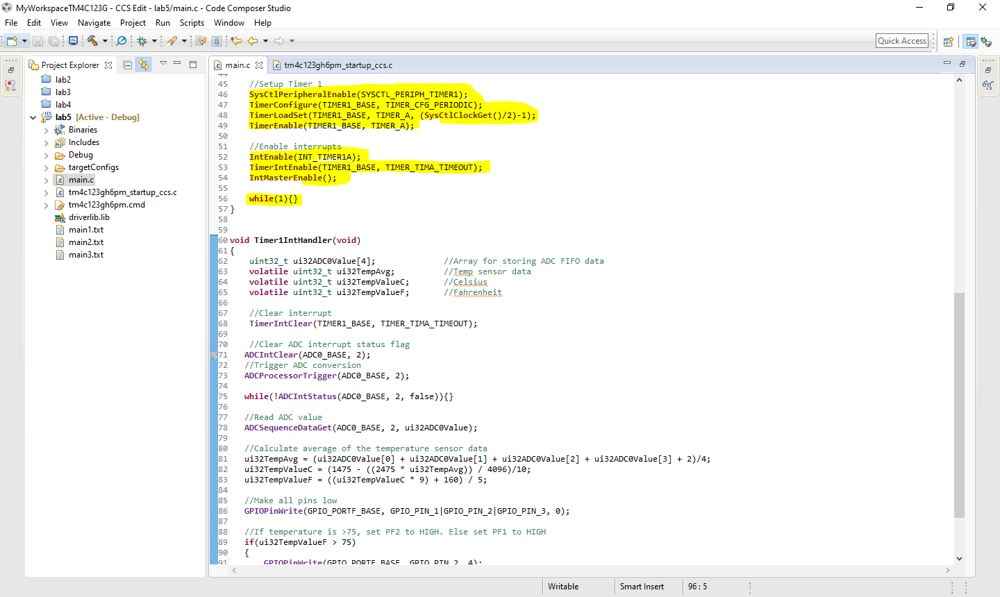 MyWorkspaceTM4C123G - CCS Edit - lab5/main.c - Code Composer Studio
File Edit View Navigate Project Run Scripts Window Help
Quick Access
Project Explorer
lab2
lab3
lab4
lab5 [Active - Debug]
Binaries
Includes
Debug
targetConfigs
main.c
tm4c123gh6pm_startup_ccs.c
tm4c123gh6pm.cmd
driverlib.lib
main1.txt
main2.txt
main3.txt
main.c tm4c123gh6pm_startup_ccs.c
44
45 //Setup Timer 1
46 SysCtlPeripheralEnable(SYSCTL_PERIPH_TIMER1);
47 TimerConfigure(TIMER1_BASE, TIMER_CFG_PERIODIC);
48 TimerLoadSet(TIMER1_BASE, TIMER_A, (SysCtlClockGet()/2)-1);
49 TimerEnable(TIMER1_BASE, TIMER_A);
50
51 //Enable interrupts
52 IntEnable(INT_TIMER1A);
53 TimerIntEnable(TIMER1_BASE, TIMER_TIMA_TIMEOUT);
54 IntMasterEnable();
55
56 while(1){}
57 }
58
59
60 void Timer1IntHandler(void)
61 {
62 uint32_t ui32ADC0Value[4]; //Array for storing ADC FIFO data
63 volatile uint32_t ui32TempAvg; //Temp sensor data
64 volatile uint32_t ui32TempValueC; //Celsius
65 volatile uint32_t ui32TempValueF; //Fahrenheit
66
67 //Clear interrupt
68 TimerIntClear(TIMER1_BASE, TIMER_TIMA_TIMEOUT);
69
70 //Clear ADC interrupt status flag
71 ADCIntClear(ADC0_BASE, 2);
72 //Trigger ADC conversion
73 ADCProcessorTrigger(ADC0_BASE, 2);
74
75 while(!ADCIntStatus(ADC0_BASE, 2, false)){}
76
77 //Read ADC value
78 ADCSequenceDataGet(ADC0_BASE, 2, ui32ADC0Value);
79
80 //Calculate average of the temperature sensor data
81 ui32TempAvg = (ui32ADC0Value[0] + ui32ADC0Value[1] + ui32ADC0Value[2] + ui32ADC0Value[3] + 2)/4;
82 ui32TempValueC = (1475 - ((2475 * ui32TempAvg)) / 4096)/10;
83 ui32TempValueF = ((ui32TempValueC * 9) + 160) / 5;
84
85 //Make all pins low
86 GPIOPinWrite(GPIO_PORTF_BASE, GPIO_PIN_1|GPIO_PIN_2|GPIO_PIN_3, 0);
87
88 //If temperature is >75, set PF2 to HIGH. Else set PF1 to HIGH
89 if(ui32TempValueF > 75)
90 {
91 GPIOPinWrite(GPIO_PORTF_BASE, GPIO_PIN_2, 4);
Writable Smart Insert 96 : 5